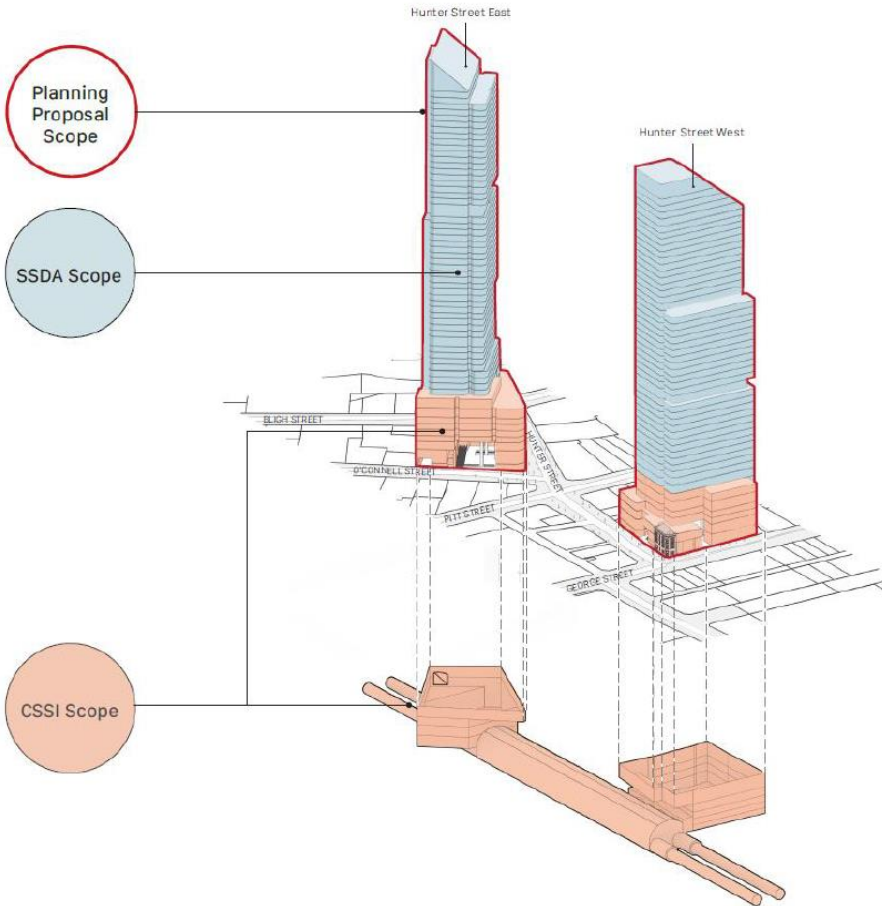 Hunter Street East
Planning
Proposal
Scope
Hunter Street West
SSDA Scope
BLIGH STREET
HUNTER STREET
O'CONNELL STREET
PITT STREET
GEORGE STREET
CSSI Scope